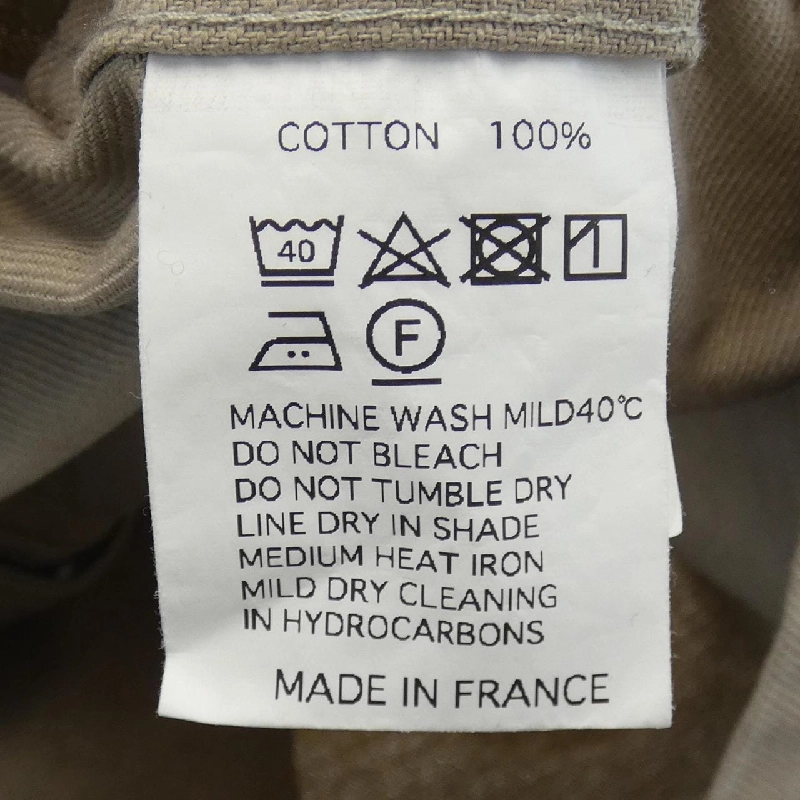 COTTON 100%
40
F
MACHINE WASH MILD40℃
DO NOT BLEACH
DO NOT TUMBLE DRY
LINE DRY IN SHADE
MEDIUM HEAT IRON
MILD DRY CLEANING
IN HYDROCARBONS
MADE IN FRANCE